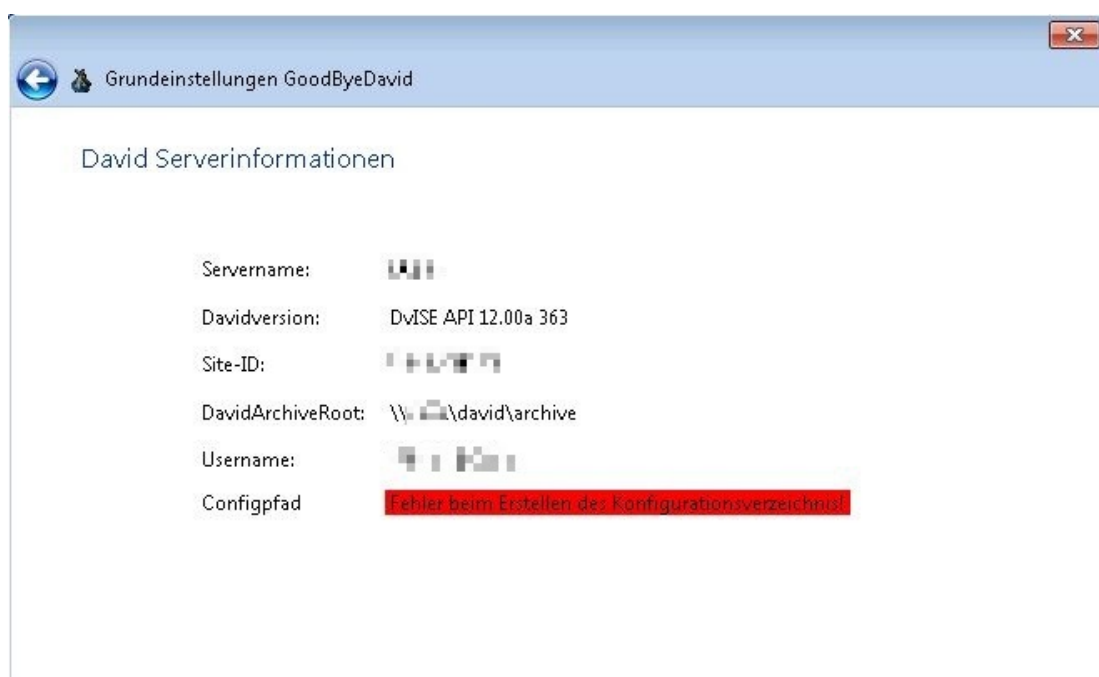 Grundeinstellungen GoodByeDavid
David Serverinformationen
Servername:
Davidversion: DvISE API 12.00a 363
Site-ID:
DavidArchiveRoot: \\ \david\archive
Username:
Configpfad Fehler beim Erstellen des Konfigurationsverzeichnis!